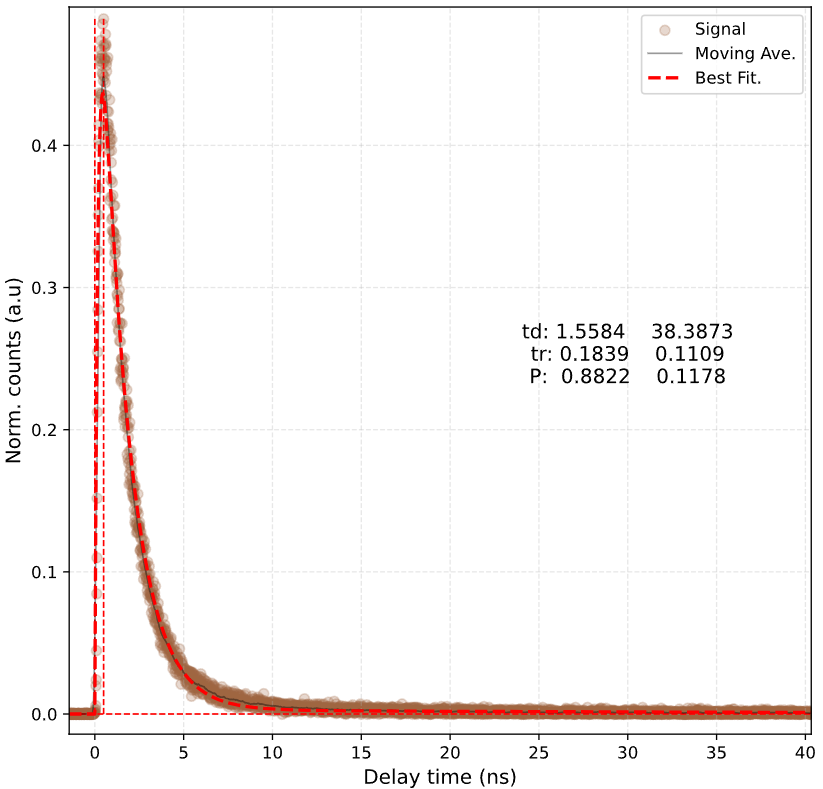 Signal
Moving Ave.
Best Fit.
Norm. counts (a.u)
0.4
0.3
0.2
0.1
0.0
td: 1.5584 38.3873
tr: 0.1839 0.1109
P: 0.8822 0.1178
0 5 10 15 20 25 30 35 40
Delay time (ns)